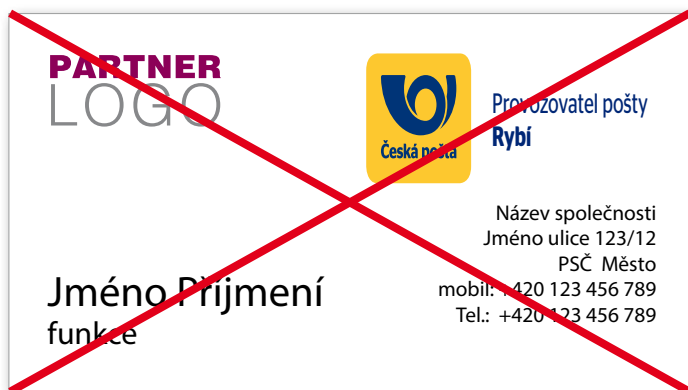 PARTNER
LOGO
Česká pošta
Provozovatel pošty
Rybí
Název společnosti
Jméno ulice 123/12
PSČ Město
mobil: +420 123 456 789
Tel.: +420 123 456 789
Jméno Příjmení
funkce